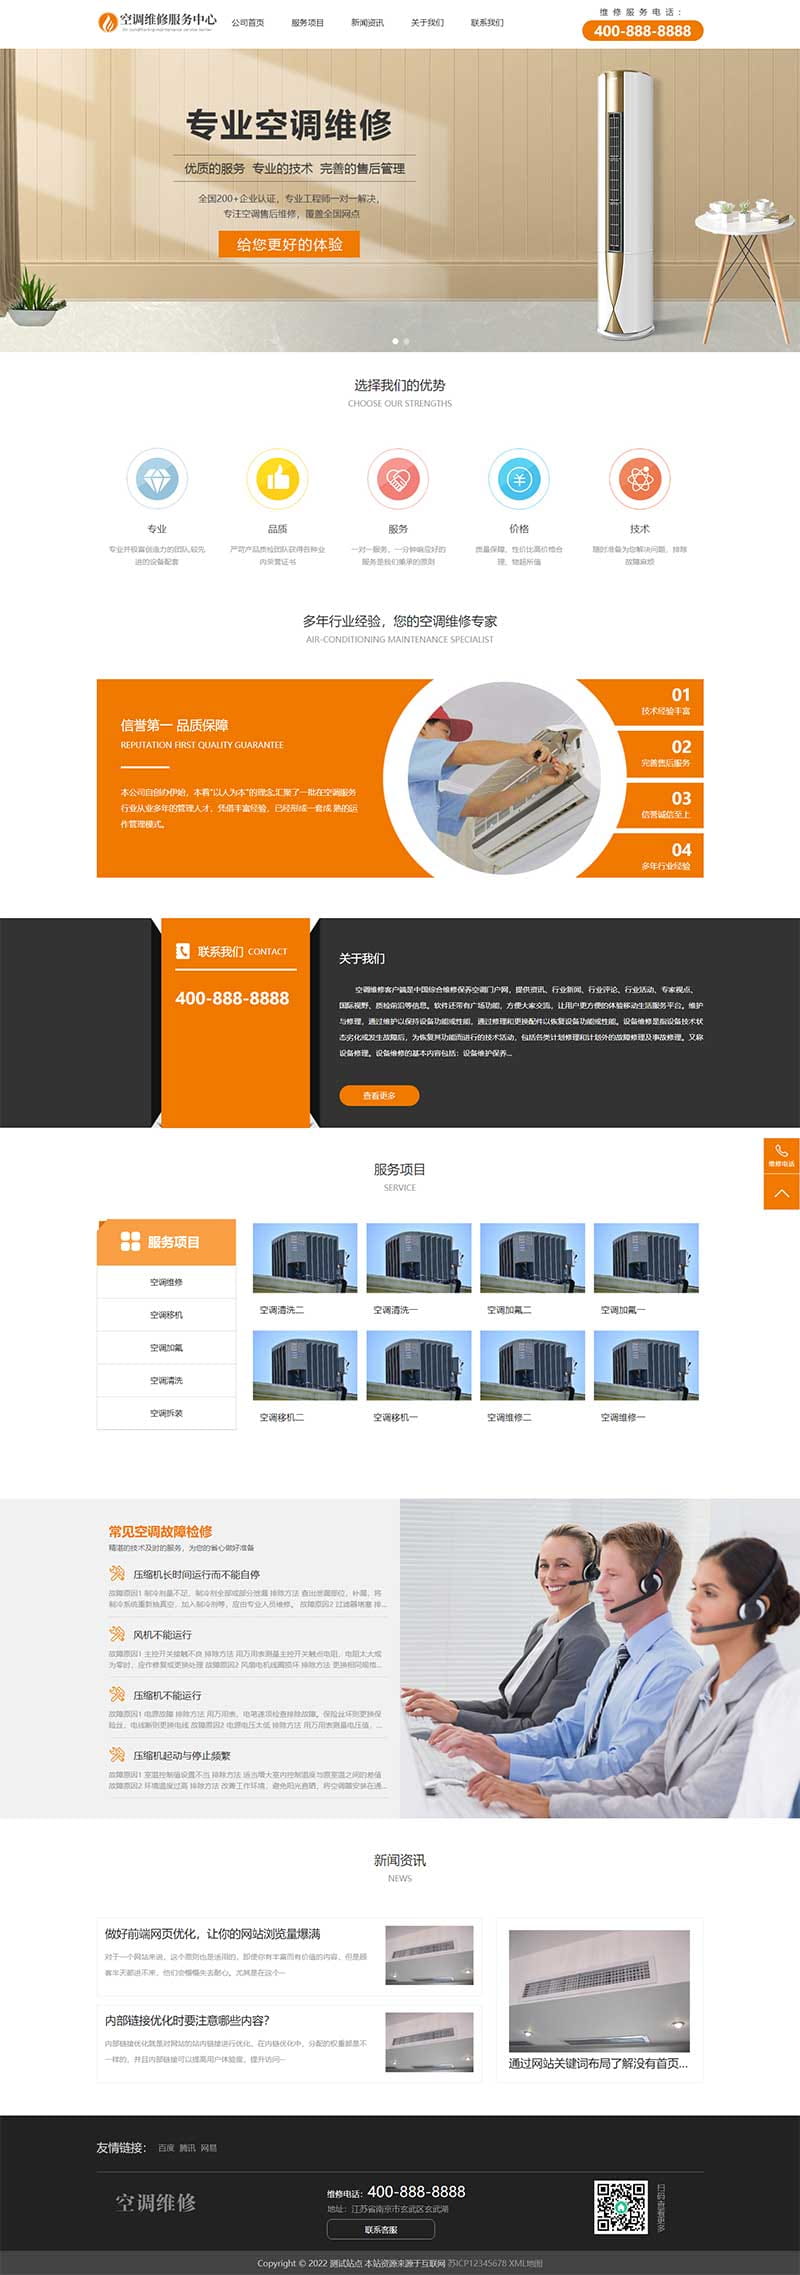 空调维修服务中心
Air conditioning maintenance service center
公司首页 服务项目 新闻资讯 关于我们 联系我们
维修服务电话：
400-888-8888
专业空调维修
优质的服务 专业的技术 完善的售后管理
全国200+企业认证，专业工程师一对一解决，
专注空调售后维修，覆盖全国网点
给您更好的体验
选择我们的优势
CHOOSE OUR STRENGTHS
专业
专业并极富创造力的团队,较先
进的设备配套
品质
严苛产品质检团队获得各种业
内荣誉证书
服务
一对一服务，一分钟响应好的
服务是我们秉承的原则
价格
质量保障，性价比高价格合
理，物超所值
技术
随时准备为您解决问题，排除
故障麻烦
多年行业经验，您的空调维修专家
AIR-CONDITIONING MAINTENANCE SPECIALIST
信誉第一 品质保障
REPUTATION FIRST QUALITY GUARANTEE
本公司自创办伊始，本着"以人为本"的理念,汇聚了一批在空调服务
行业从业多年的管理人才，凭借丰富经验，已经形成一套成 熟的运
作管理模式。
01
技术经验丰富
02
完善售后服务
03
信誉诚信至上
04
多年行业经验
联系我们 CONTACT
400-888-8888
关于我们
空调维修客户端是中国综合维修保养空调门户网，提供资讯、行业新闻、行业评论、行业活动、专家视点、
国际视野、质检前沿等信息。软件还带有广场功能，方便大家交流，让用户更方便的体验移动生活服务平台。维护
与修理，通过维护以保持设备功能或性能，通过修理和更换配件以恢复设备功能或性能。设备维修是指设备技术状
态劣化或发生故障后，为恢复其功能而进行的技术活动，包括各类计划修理和计划外的故障修理及事故修理。又称
设备修理。设备维修的基本内容包括：设备维护保养...
查看更多
维修电话
服务项目
SERVICE
服务项目
空调维修
空调移机
空调加氟
空调清洗
空调拆装
空调清洗二 空调清洗一 空调加氟二 空调加氟一
空调移机二 空调移机一 空调维修二 空调维修一
常见空调故障检修
精湛的技术及时的服务，为您的省心做好准备
压缩机长时间运行而不能自停
故障原因1 制冷剂量不足，制冷剂全部或部分泄漏 排除方法 查出泄漏部位，补漏，将
制冷系统重新抽真空，加入制冷剂等，应由专业人员维修。 故障原因2 过滤器堵塞 排...
风机不能运行
故障原因1 主控开关接触不良 排除方法 用万用表测量主控开关触点电阻，电阻太大或
为零时，应作修复或更换处理 故障原因2 风扇电机线圈损坏 排除方法 更换相同规格...
压缩机不能运行
故障原因1 电源故障 排除方法 用万用表，电笔逐项检查排除故障。保险丝坏则更换保
险丝，电线断则更换电线 故障原因2 电源电压太低 排除方法 用万用表测量电压值，...
压缩机起动与停止频繁
故障原因1 室温控制值设置不当 排除方法 适当增大室内控制温度与原室温之间的差值
故障原因2 环境温度过高 排除方法 改善工作环境，避免阳光直晒，将空调器安装在通...
新闻资讯
NEWS
做好前端网页优化，让你的网站浏览量爆满
对于一个网站来说，这个原则也是适用的，即使你有丰富而有价值的内容，但是顾
客半天都进不来，他们会慢慢失去耐心。尤其是在这个···
内部链接优化时要注意哪些内容？
内部链接优化就是对网站的站内链接进行优化，在内链优化中，分配的权重都是不
一样的，并且内部链接可以提高用户体验度，提升访问···
通过网站关键词布局了解没有首页...
友情链接： 百度 腾讯 网易
空调维修
维修电话：400-888-8888
地址：江苏省南京市玄武区玄武湖
联系客服
Copyright © 2022 测试站点 本站资源来源于互联网 苏ICP12345678 XML地图